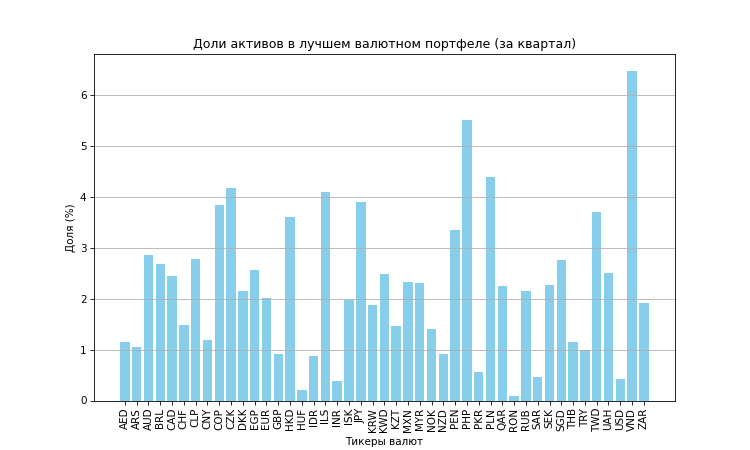 Доли активов в лучшем валютном портфеле (за квартал)
Доля (%)
6
5
4
3
2
1
0
AED ARS AUD BRL CAD CHF CLP CNY COP CZK DKK EGP EUR GBP HKD HUF IDR ILS INR ISK JPY KRW KWD KZT MXN MYR NOK NZD PEN PHP PKR PLN QAR RON RUB SAR SEK SGD THB TRY TWD UAH USD VND ZAR
Тикеры валют